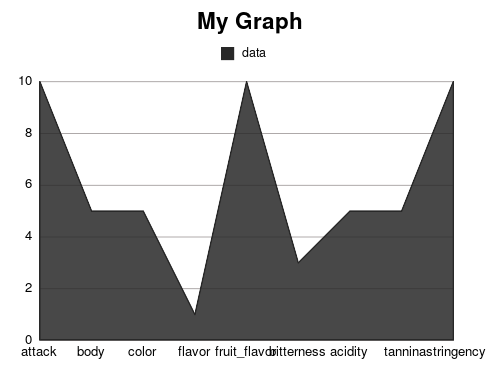 My Graph
data
10
8
6
4
2
0
attack body color flavor fruit_flavor bitterness acidity tannin astringency